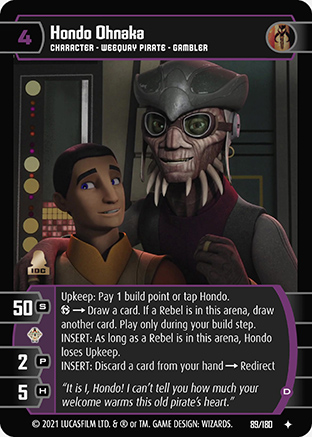 4
Hondo Ohnaka
CHARACTER - WEEQUAY PIRATE - GAMBLER
IDC
50 S
2 P
5 H
Upkeep: Pay 1 build point or tap Hondo.
→ Draw a card. If a Rebel is in this arena, draw
another card. Play only during your build step.
INSERT: As long as a Rebel is in this arena, Hondo
loses Upkeep.
INSERT: Discard a card from your hand → Redirect
“It is I, Hondo! I can't tell you how much your
welcome warms this old pirate's heart.”
D
© 2021 LUCASFILM LTD. & ® or TM. GAME DESIGN: WIZARDS.
89/180